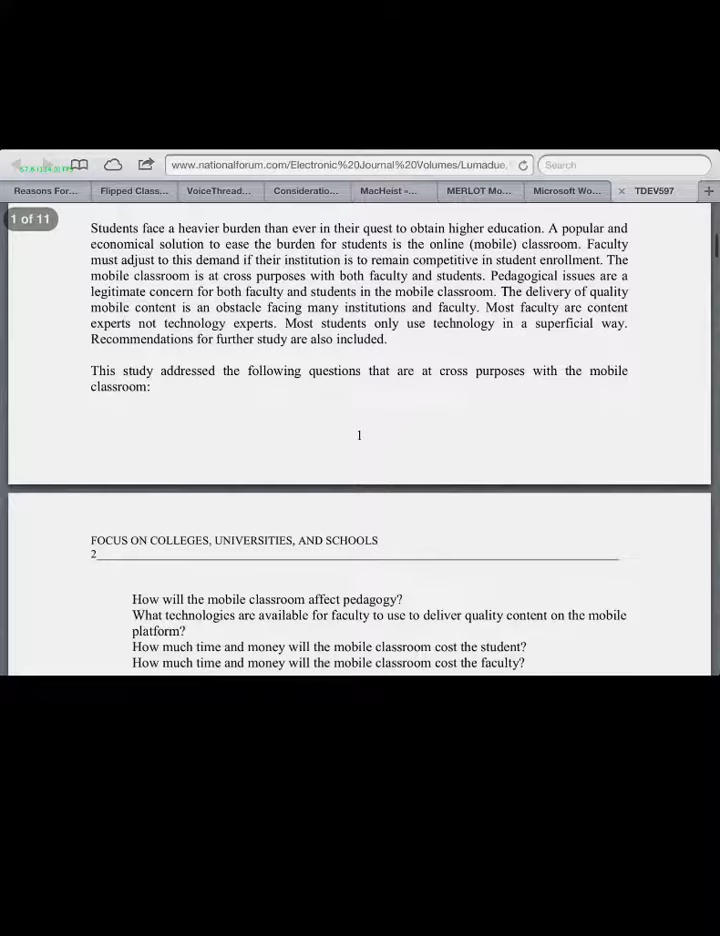 57.6 (134.0) FPS
www.nationalforum.com/Electronic%20Journal%20Volumes/Lumadue,
Search
Reasons For...
Flipped Class...
VoiceThread...
Consideratio...
MacHeist -...
MERLOT Mo...
Microsoft Wo...
× TDEV597 +
1 of 11
Students face a heavier burden than ever in their quest to obtain higher education. A popular and
economical solution to ease the burden for students is the online (mobile) classroom. Faculty
must adjust to this demand if their institution is to remain competitive in student enrollment. The
mobile classroom is at cross purposes with both faculty and students. Pedagogical issues are a
legitimate concern for both faculty and students in the mobile classroom. The delivery of quality
mobile content is an obstacle facing many institutions and faculty. Most faculty are content
experts not technology experts. Most students only use technology in a superficial way.
Recommendations for further study are also included.
This study addressed the following questions that are at cross purposes with the mobile
classroom:
1
FOCUS ON COLLEGES, UNIVERSITIES, AND SCHOOLS
2
How will the mobile classroom affect pedagogy?
What technologies are available for faculty to use to deliver quality content on the mobile
platform?
How much time and money will the mobile classroom cost the student?
How much time and money will the mobile classroom cost the faculty?